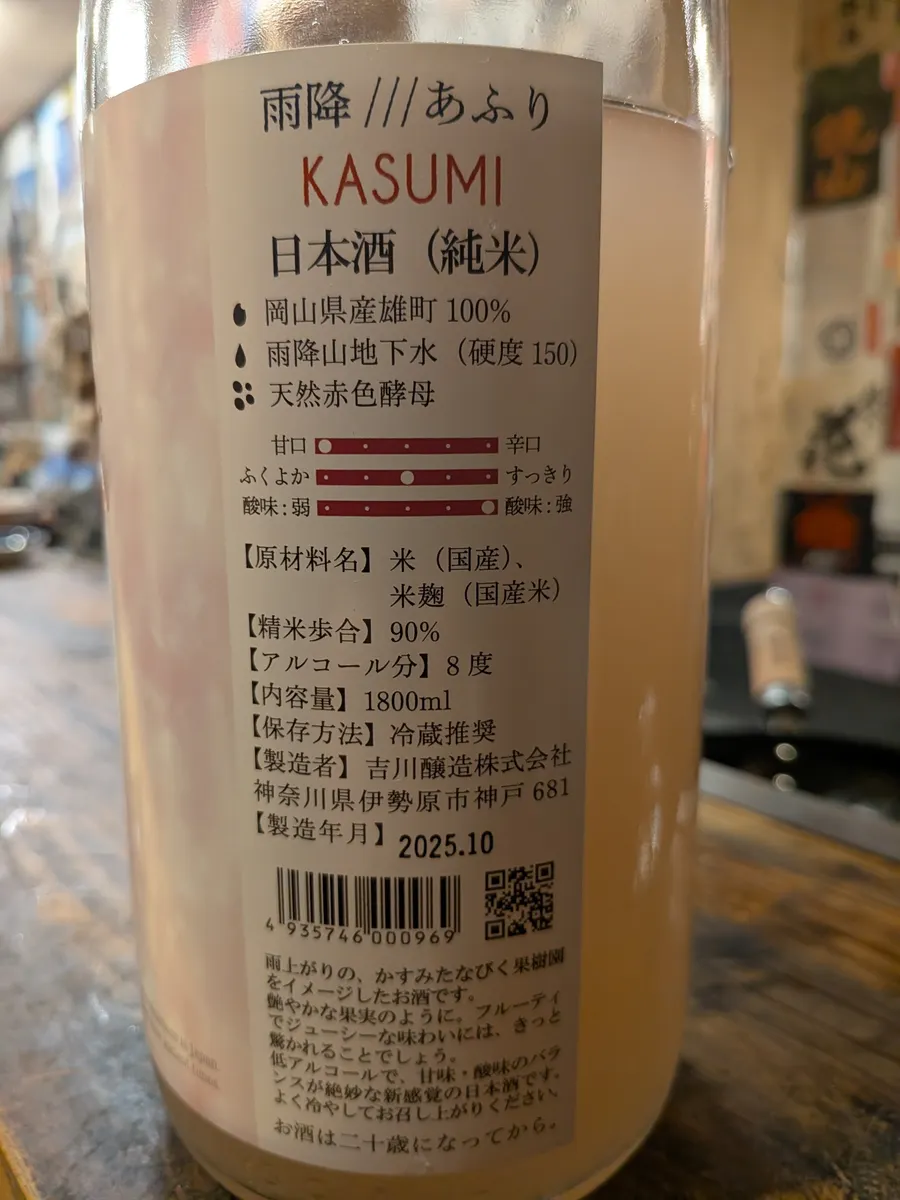 雨降///あふり
KASUMI
日本酒（純米）
岡山県産雄町 100%
雨降山地下水（硬度 150）
天然赤色酵母
甘口 辛口
ふくよか すっきり
酸味：弱 酸味：強
【原材料名】米（国産）、
米麹（国産米）
【精米歩合】90%
【アルコール分】8 度
【内容量】1800ml
【保存方法】冷蔵推奨
【製造者】吉川醸造株式会社
神奈川県伊勢原市神戸 681
【製造年月】2025.10
4 935746 000969
雨上がりの、かすみたなびく果樹園
をイメージしたお酒です。
艶やかな果実のように。フルーティ
でジューシーな味わいには、きっと
驚かれることでしょう。
低アルコールで、甘味・酸味のバラ
ンスが絶妙な新感覚の日本酒です。
よく冷やしてお召し上がりください。
お酒は二十歳になってから。